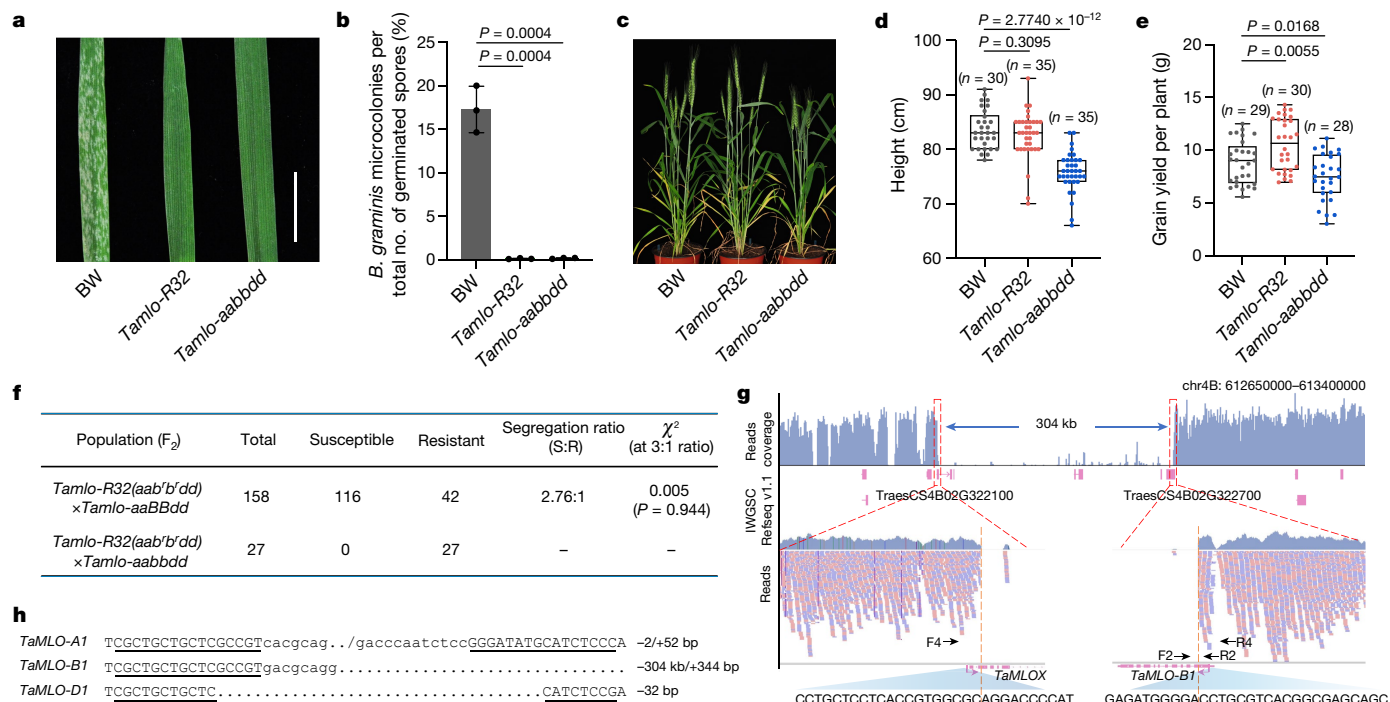 a
BW
Tamlo-R32
Tamlo-aabbdd
b
B. graminis microcolonies per
total no. of germinated spores (%)
25
20
15
10
5
0
P = 0.0004
P = 0.0004
BW
Tamlo-R32
Tamlo-aabbdd
c
BW
Tamlo-R32
Tamlo-aabbdd
d
P = 2.7740 × 10⁻¹²
P = 0.3095
Height (cm)
100
90
80
70
60
(n = 30)
(n = 35)
(n = 35)
BW
Tamlo-R32
Tamlo-aabbdd
e
P = 0.0168
P = 0.0055
Grain yield per plant (g)
20
15
10
5
0
(n = 29)
(n = 30)
(n = 28)
BW
Tamlo-R32
Tamlo-aabbdd
f
Population (F₂) Total Susceptible Resistant Segregation ratio (S:R) χ² (at 3:1 ratio)
Tamlo-R32(aabʳbʳdd) ×Tamlo-aaBBdd 158 116 42 2.76:1 0.005 (P = 0.944)
Tamlo-R32(aabʳbʳdd) ×Tamlo-aabbdd 27 0 27 – –
g
chr4B: 612650000–613400000
Reads coverage
304 kb
IWGSC Refseq v1.1
TraesCS4B02G322100
TraesCS4B02G322700
Reads
F4
R4
F2
R2
TaMLOX
TaMLO-B1
CCTGCTCCTCACCGTGGCGCAGGACCCCAT
GAGATGGGGACCTGCGTCACGGCGAGCAGC
h
TaMLO-A1 TCGCTGCTGCTCGCCGTcacgcag../gacccaatctccGGGATATGCATCTCCCA –2/+52 bp
TaMLO-B1 TCGCTGCTGCTCGCCGTgacgcagg................................. –304 kb/+344 bp
TaMLO-D1 TCGCTGCTGCTC................................CATCTCCGA –32 bp